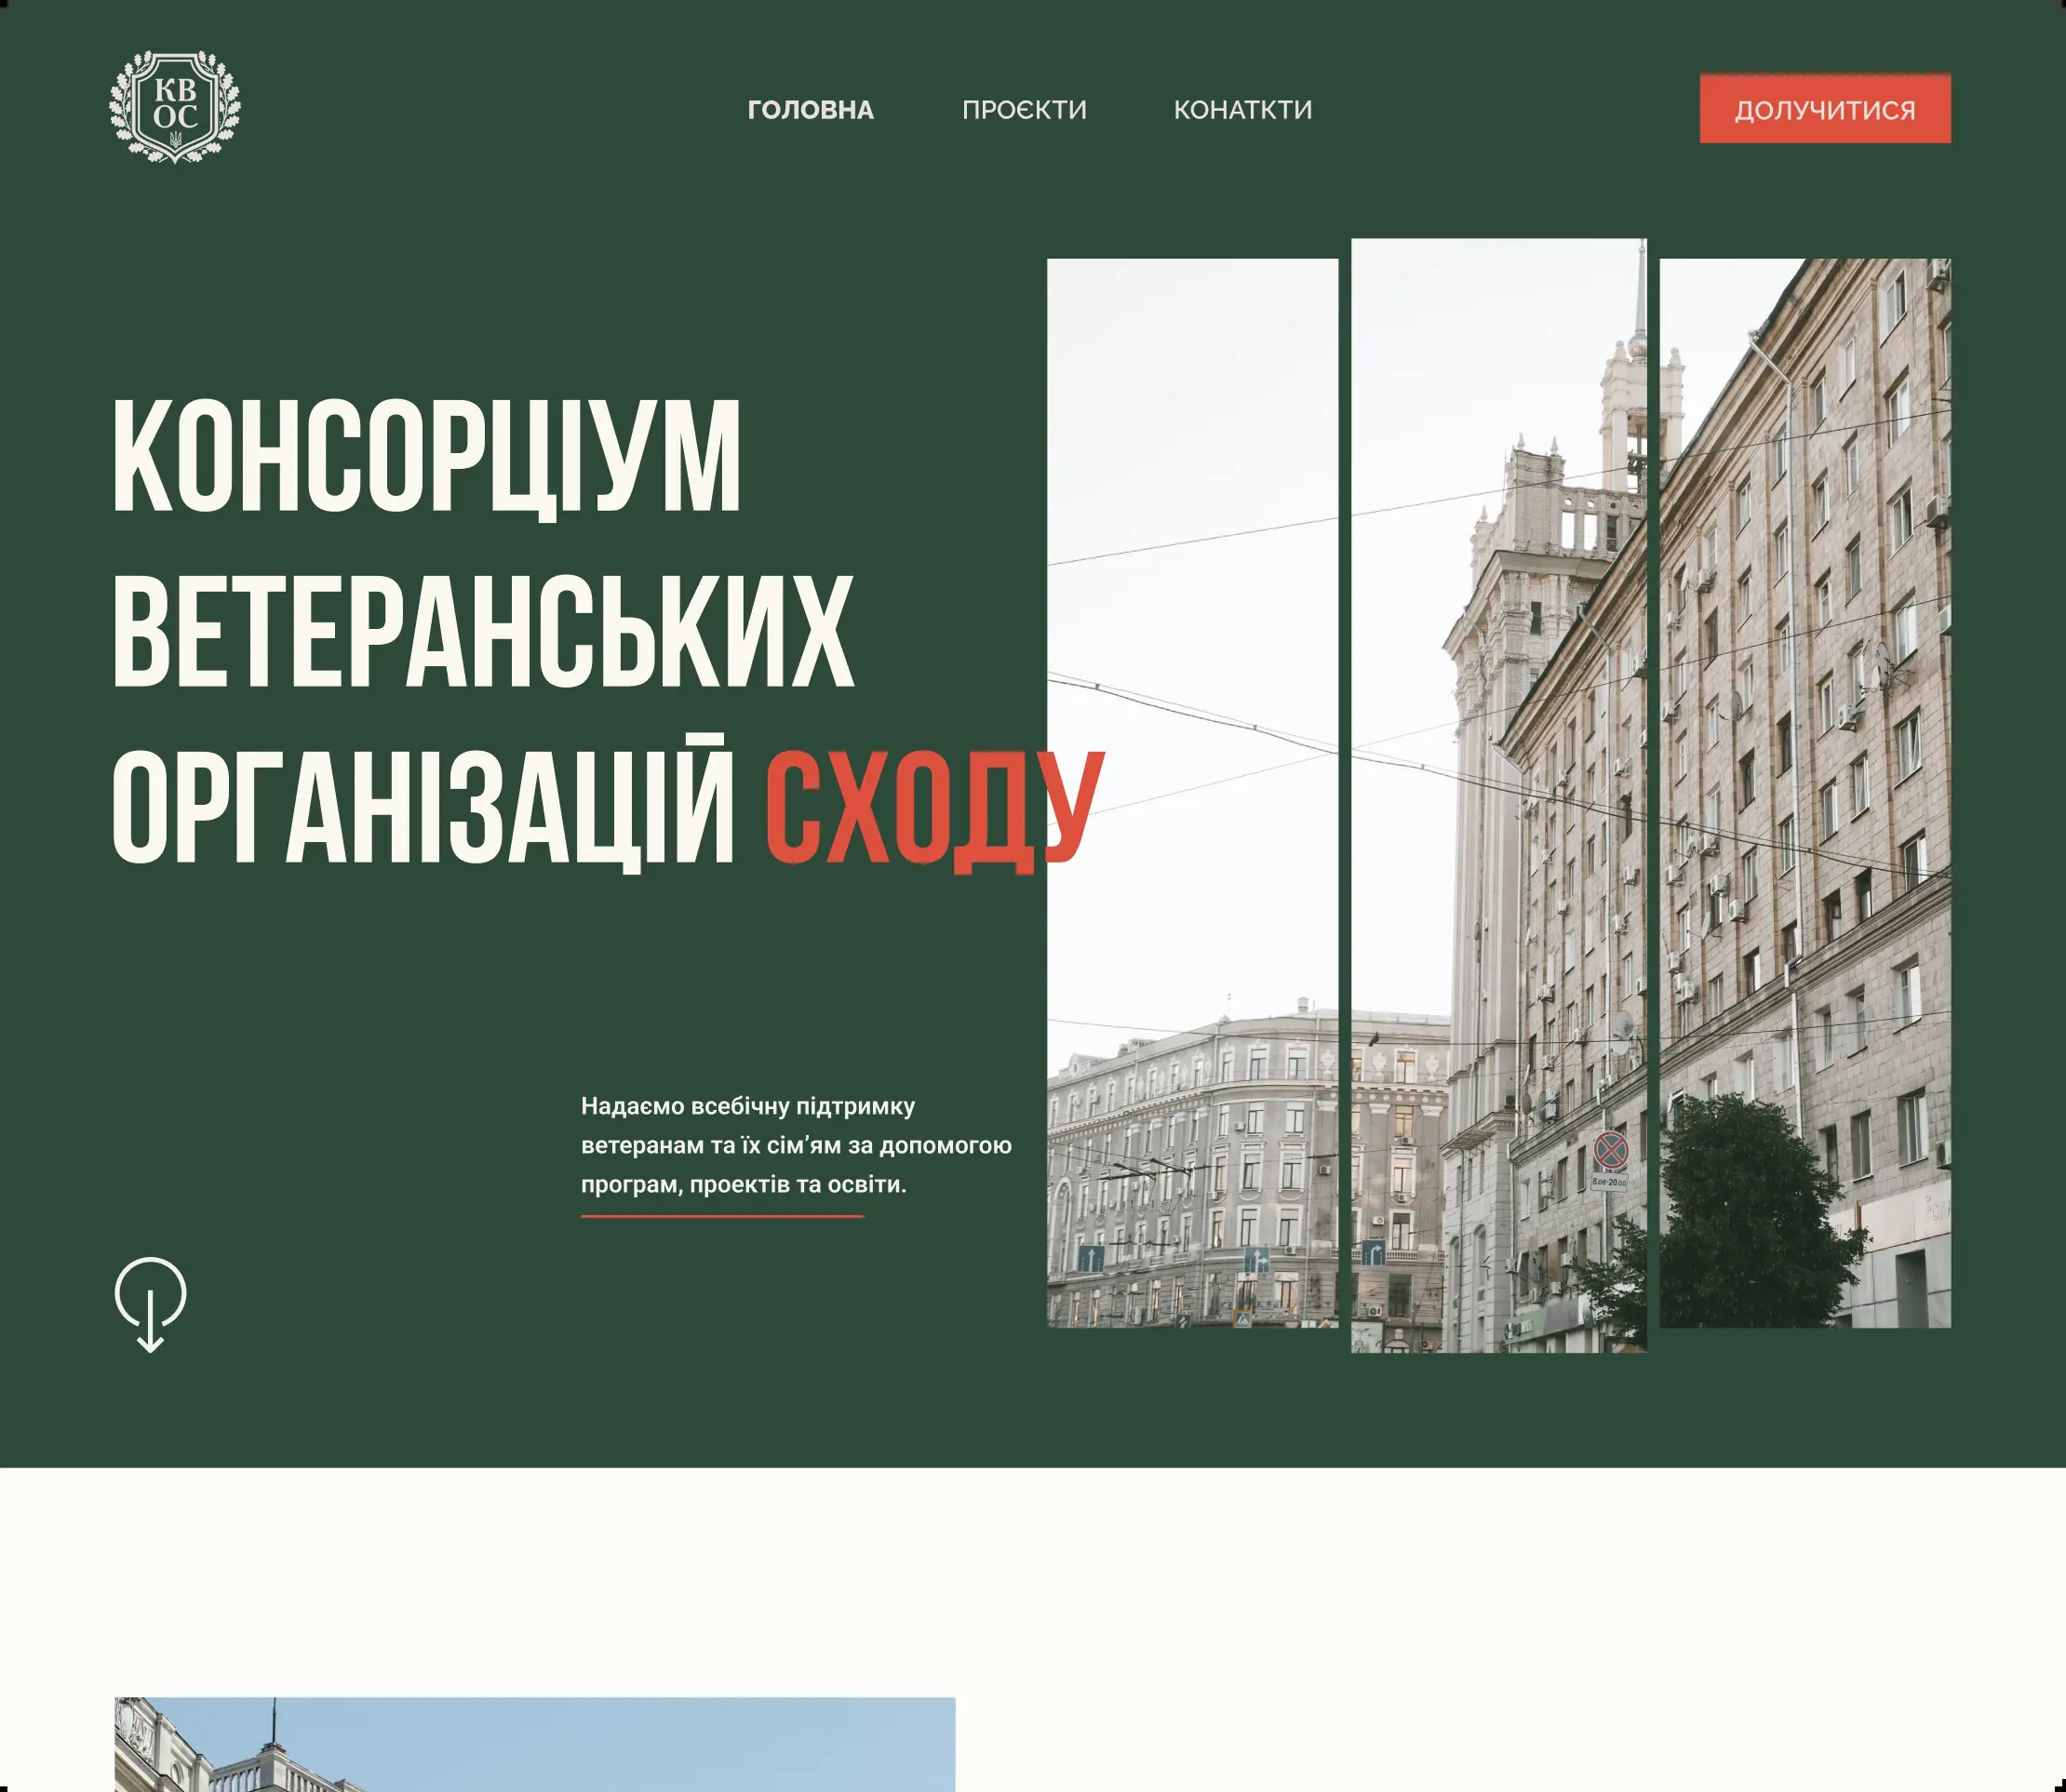 КВ
ОС
ГОЛОВНА
ПРОЄКТИ
КОНАТКТИ
ДОЛУЧИТИСЯ
КОНСОРЦІУМ
ВЕТЕРАНСЬКИХ
ОРГАНІЗАЦІЙ СХОДУ
Надаємо всебічну підтримку
ветеранам та їх сім’ям за допомогою
програм, проектів та освіти.
8.00-20.00